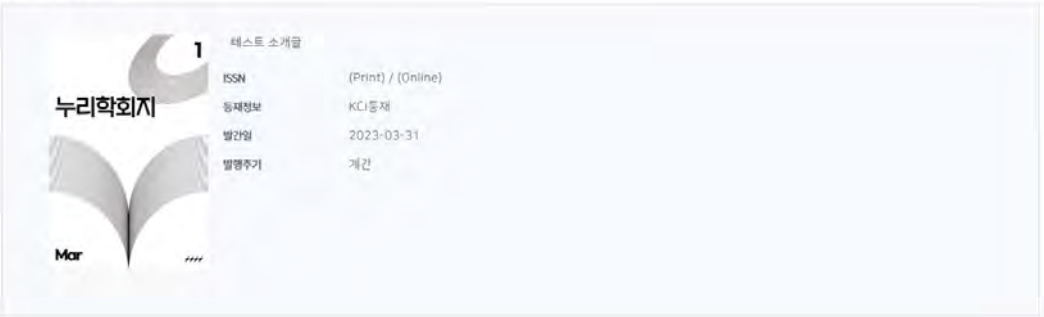 1
누리학회지
Mar
테스트 소개글
ISSN (Print) / (Online)
등재정보 KCI등재
발간일 2023-03-31
발행주기 계간